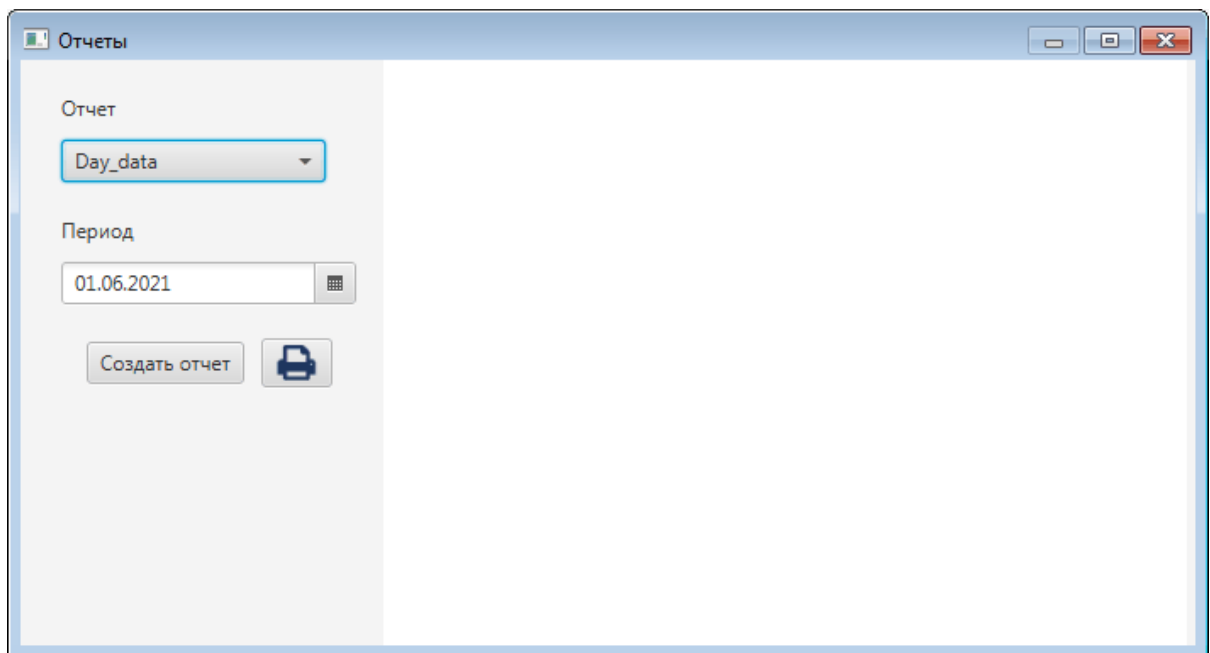 Отчеты
Отчет
Day_data
Период
01.06.2021
Создать отчет